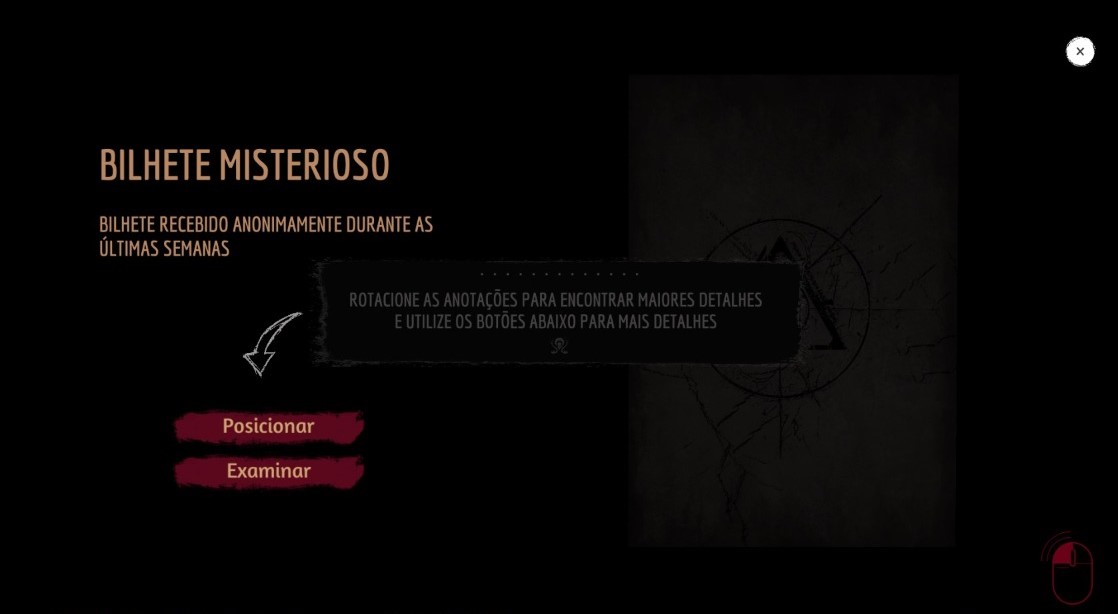 BILHETE MISTERIOSO
BILHETE RECEBIDO ANONIMAMENTE DURANTE AS
ÚLTIMAS SEMANAS
ROTACIONE AS ANOTAÇÕES PARA ENCONTRAR MAIORES DETALHES
E UTILIZE OS BOTÕES ABAIXO PARA MAIS DETALHES
Posicionar
Examinar